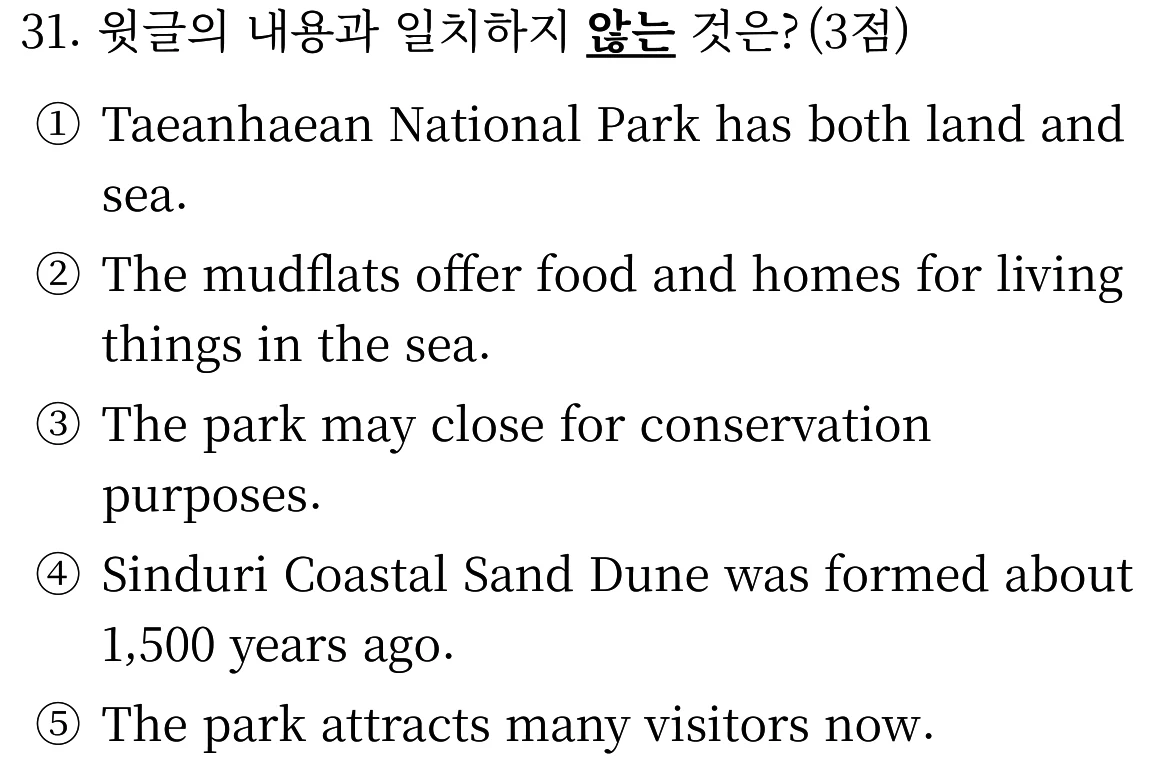 31. 윗글의 내용과 일치하지 않는 것은?(3점)
① Taeanhaean National Park has both land and
sea.
② The mudflats offer food and homes for living
things in the sea.
③ The park may close for conservation
purposes.
④ Sinduri Coastal Sand Dune was formed about
1,500 years ago.
⑤ The park attracts many visitors now.